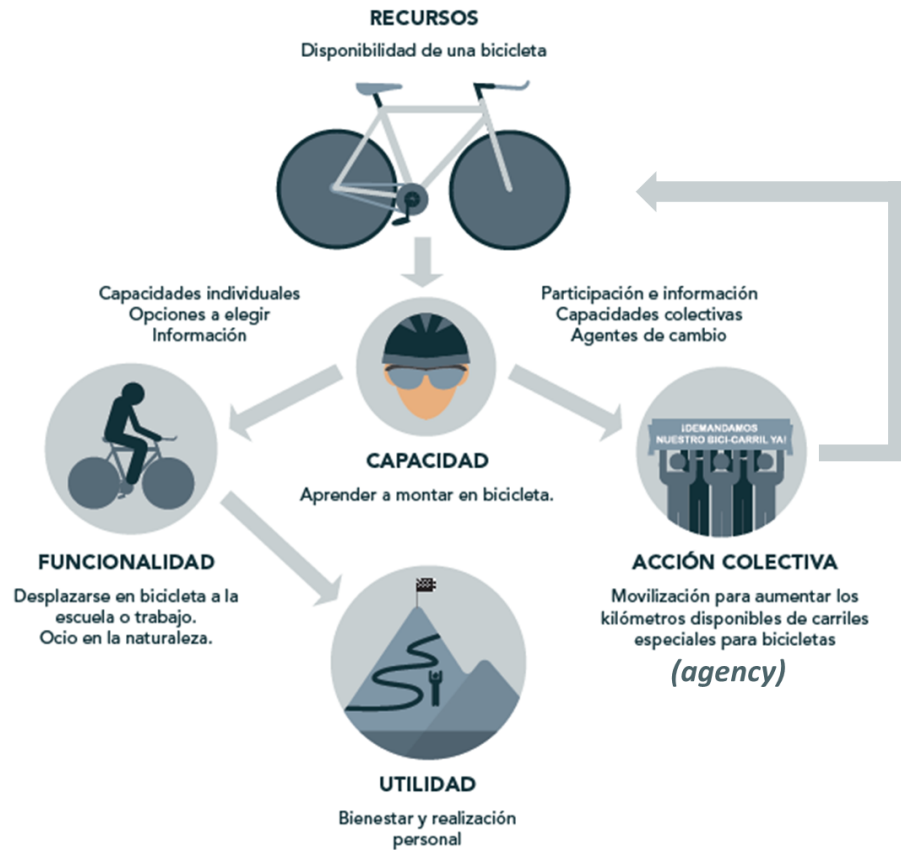 RECURSOS
Disponibilidad de una bicicleta
Capacidades individuales
Opciones a elegir
Información
Participación e información
Capacidades colectivas
Agentes de cambio
¡DEMANDAMOS
NUESTRO BICI-CARRIL YA!
CAPACIDAD
Aprender a montar en bicicleta.
FUNCIONALIDAD
Desplazarse en bicicleta a la
escuela o trabajo.
Ocio en la naturaleza.
ACCIÓN COLECTIVA
Movilización para aumentar los
kilómetros disponibles de carriles
especiales para bicicletas
(agency)
UTILIDAD
Bienestar y realización
personal